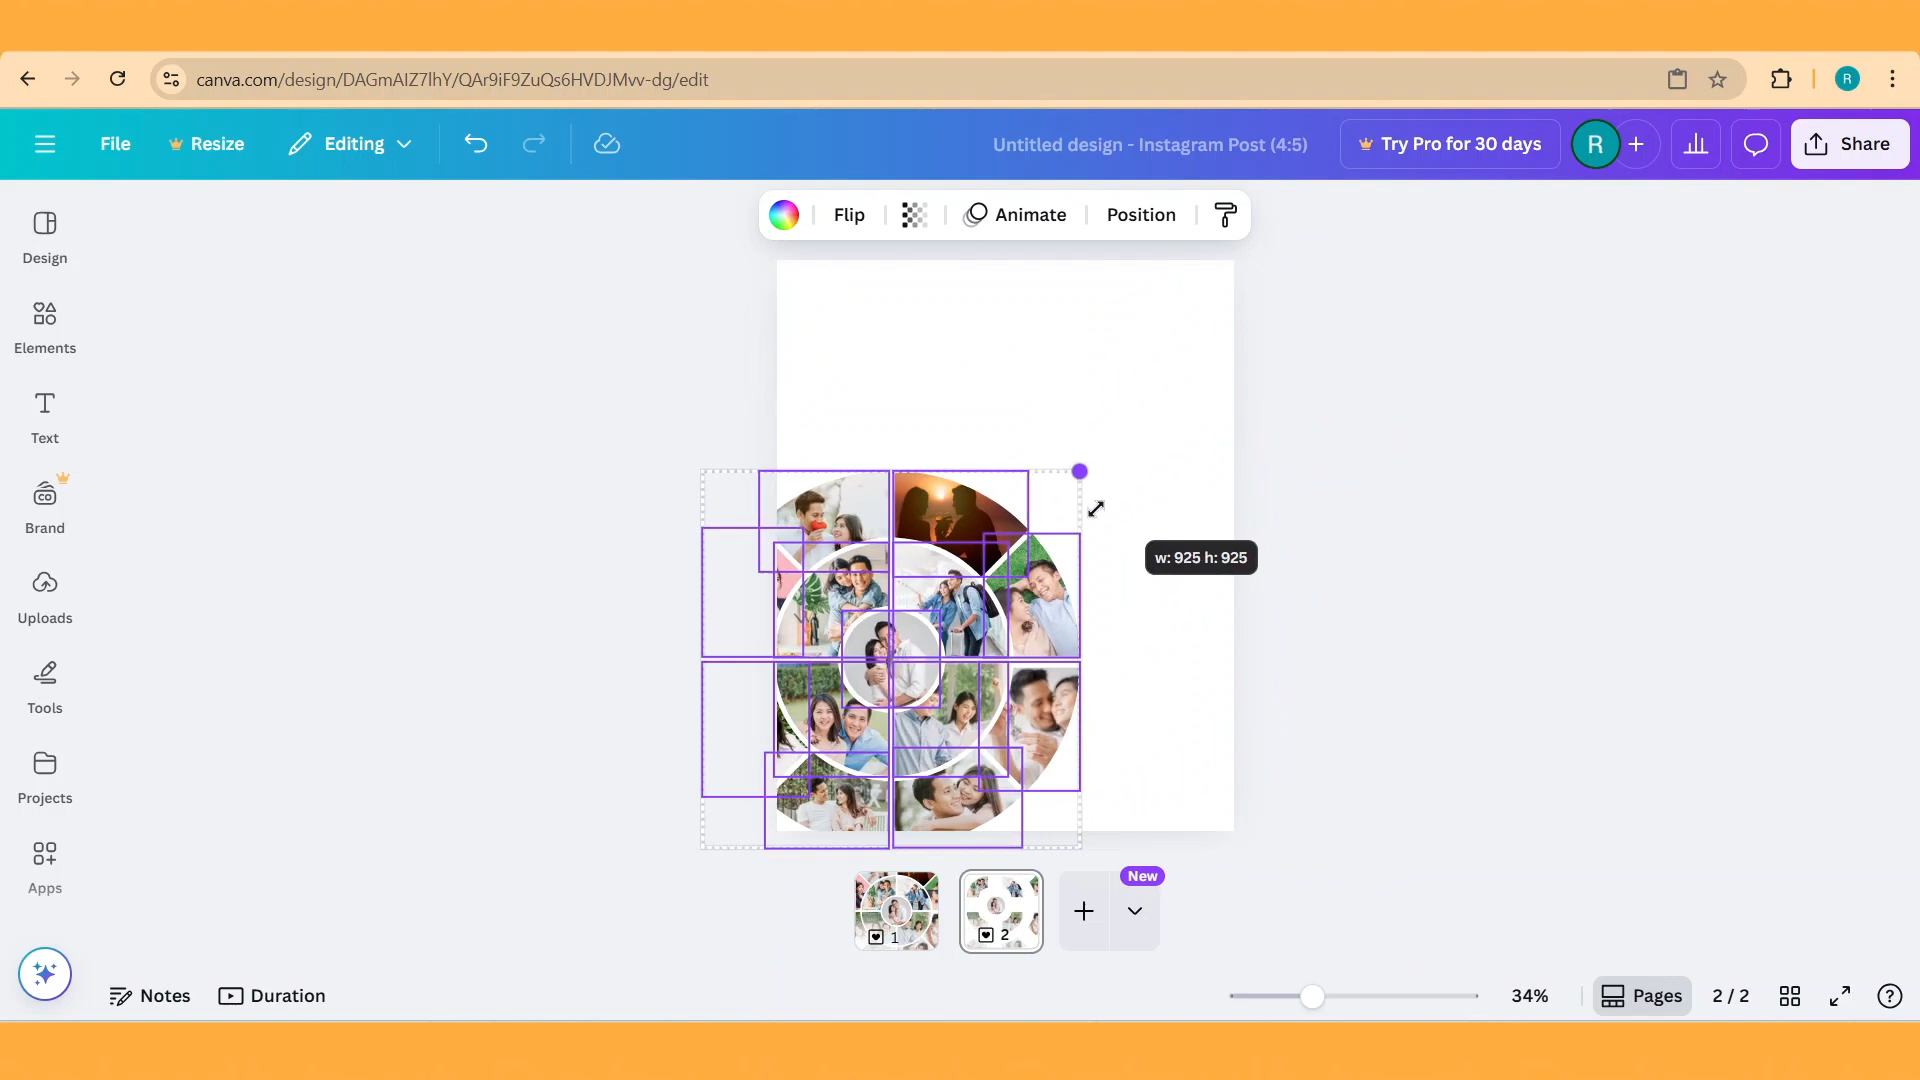 canva.com/design/DAGmAIZ7lhY/QAr9iF9ZuQs6HVDJMvv-dg/edit
R
File
Resize
Editing
Untitled design - Instagram Post (4:5)
Try Pro for 30 days
R
Share
Flip
Animate
Position
Design
Elements
Text
Brand
Uploads
Tools
Projects
Apps
w: 925 h: 925
New
1
2
Notes
Duration
34%
Pages
2 / 2